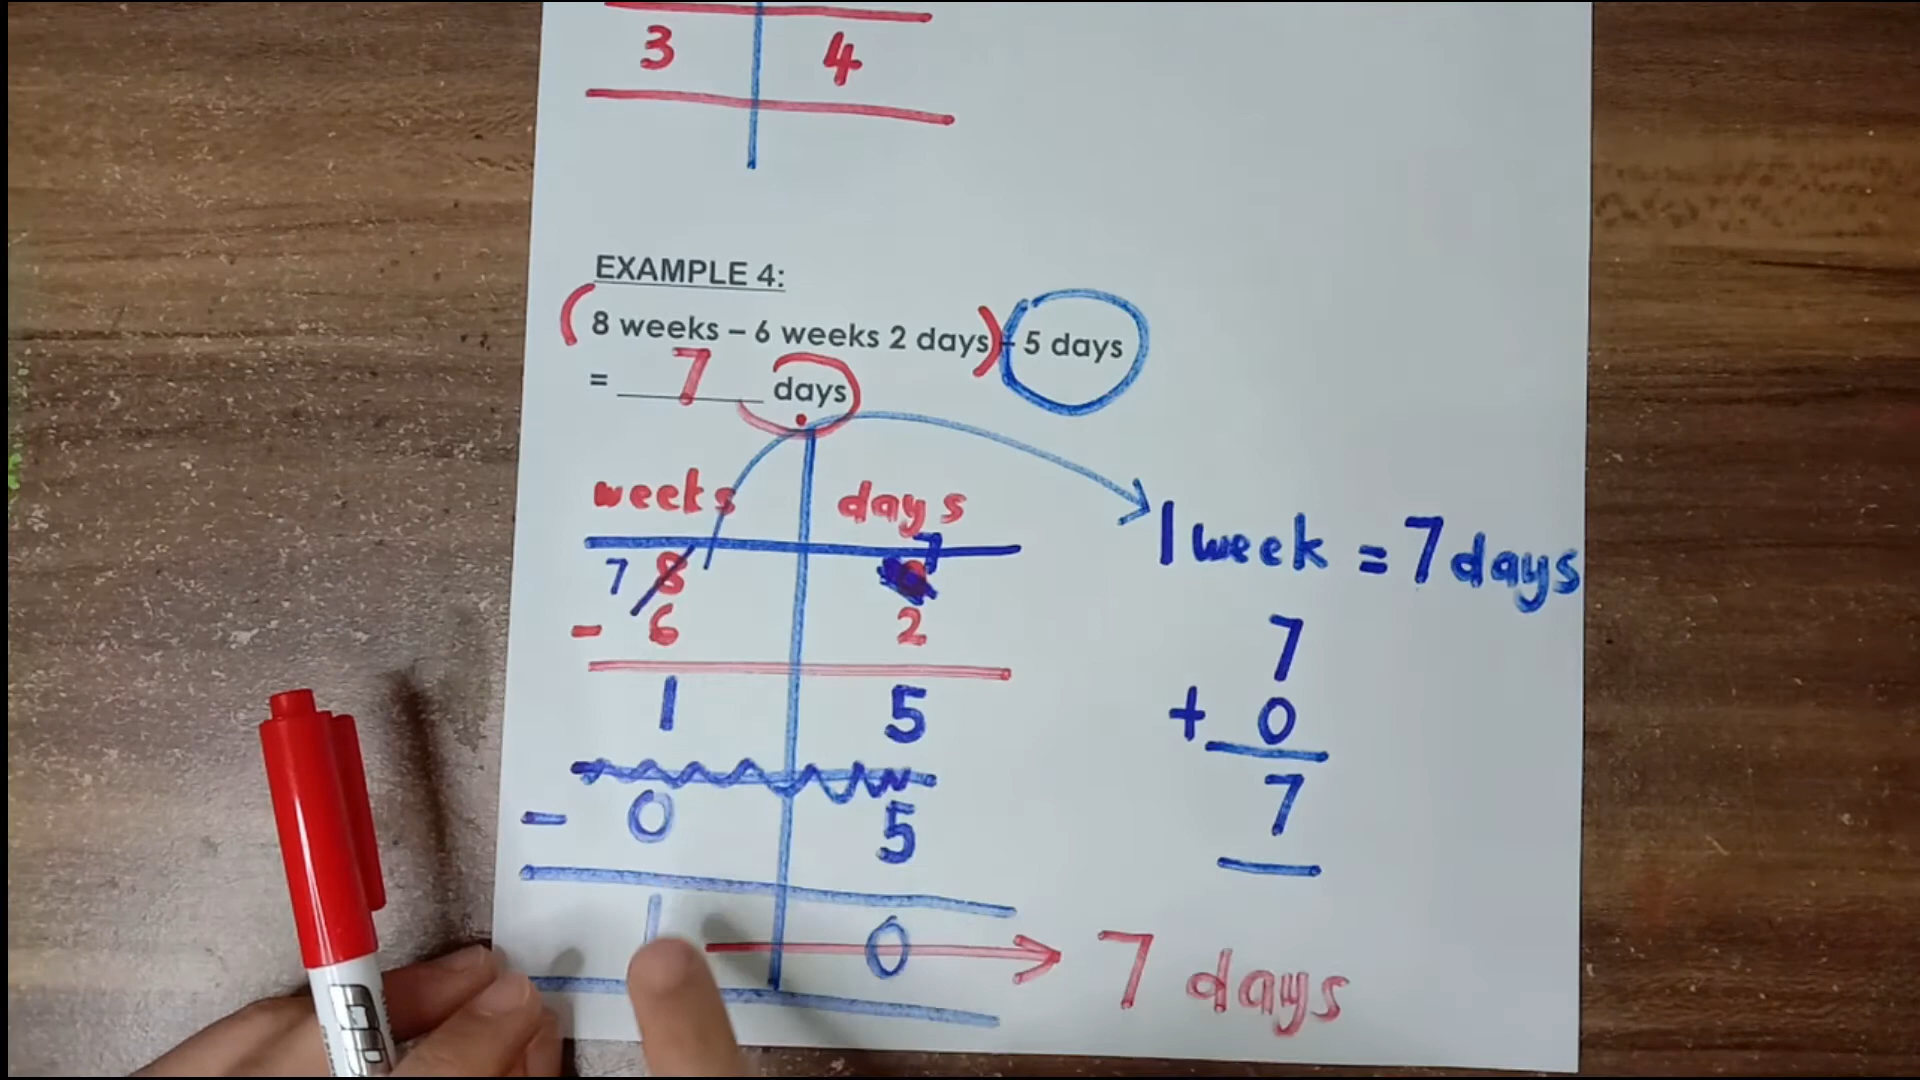 3 4
EXAMPLE 4:
(8 weeks – 6 weeks 2 days) - 5 days
= 7 days
weeks days
7 8 7
- 6 2
1 5
- 0 5
1 0 → 7 days
1 week = 7 days
7
+ 0
7